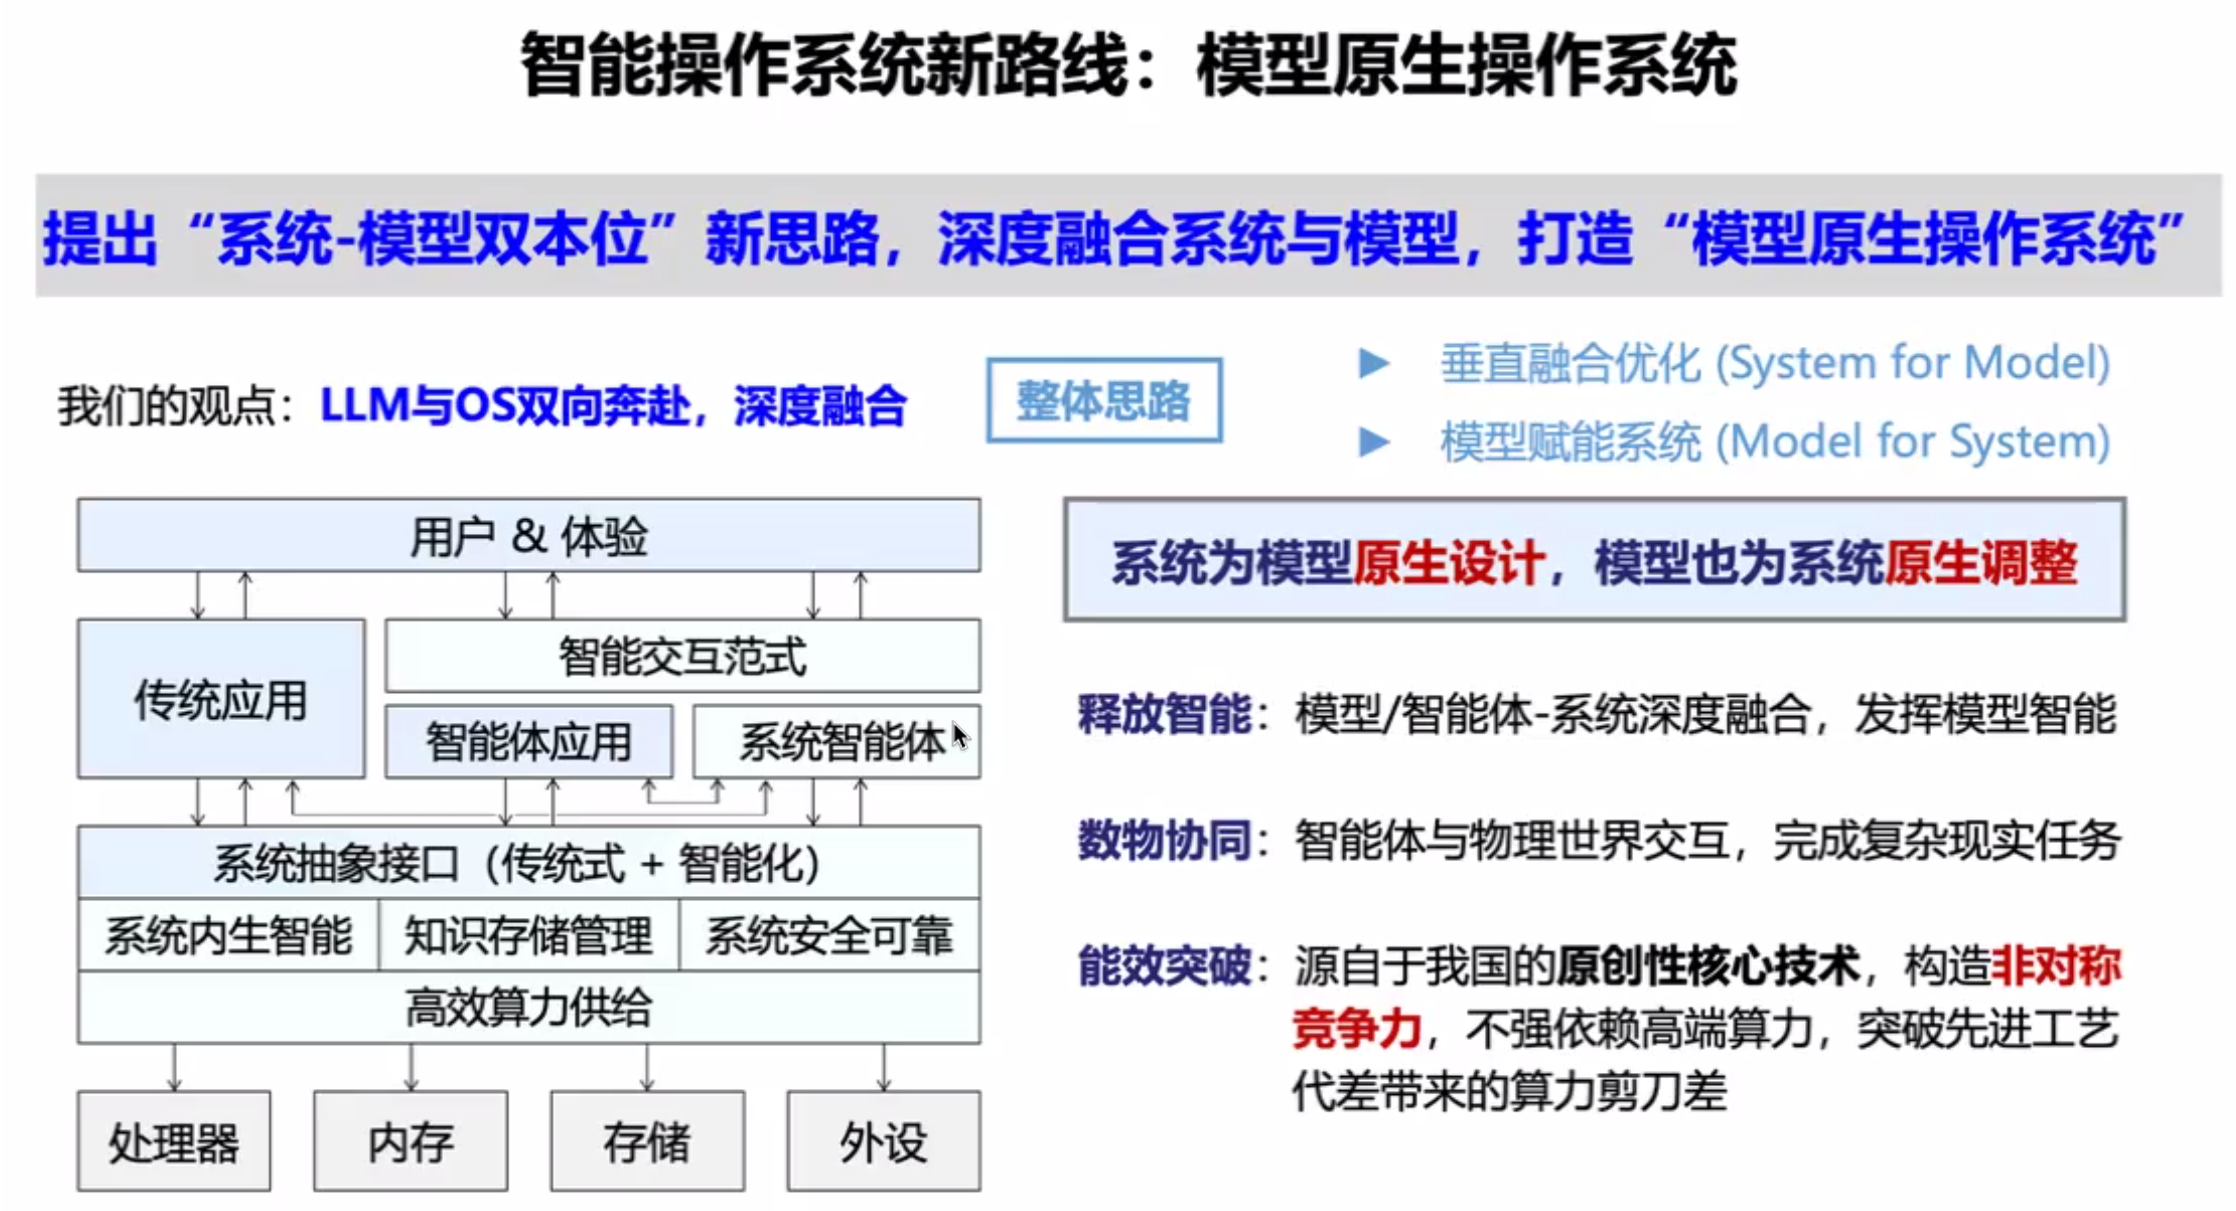 智能操作系统新路线：模型原生操作系统
提出“系统-模型双本位”新思路，深度融合系统与模型，打造“模型原生操作系统”
我们的观点：LLM与OS双向奔赴，深度融合
整体思路
▶ 垂直融合优化 (System for Model)
▶ 模型赋能系统 (Model for System)
用户 & 体验
传统应用
智能交互范式
智能体应用
系统智能体
系统抽象接口（传统式 + 智能化）
系统内生智能
知识存储管理
系统安全可靠
高效算力供给
处理器
内存
存储
外设
系统为模型原生设计，模型也为系统原生调整
释放智能：模型/智能体-系统深度融合，发挥模型智能
数物协同：智能体与物理世界交互，完成复杂现实任务
能效突破：源自于我国的原创性核心技术，构造非对称
竞争力，不强依赖高端算力，突破先进工艺
代差带来的算力剪刀差